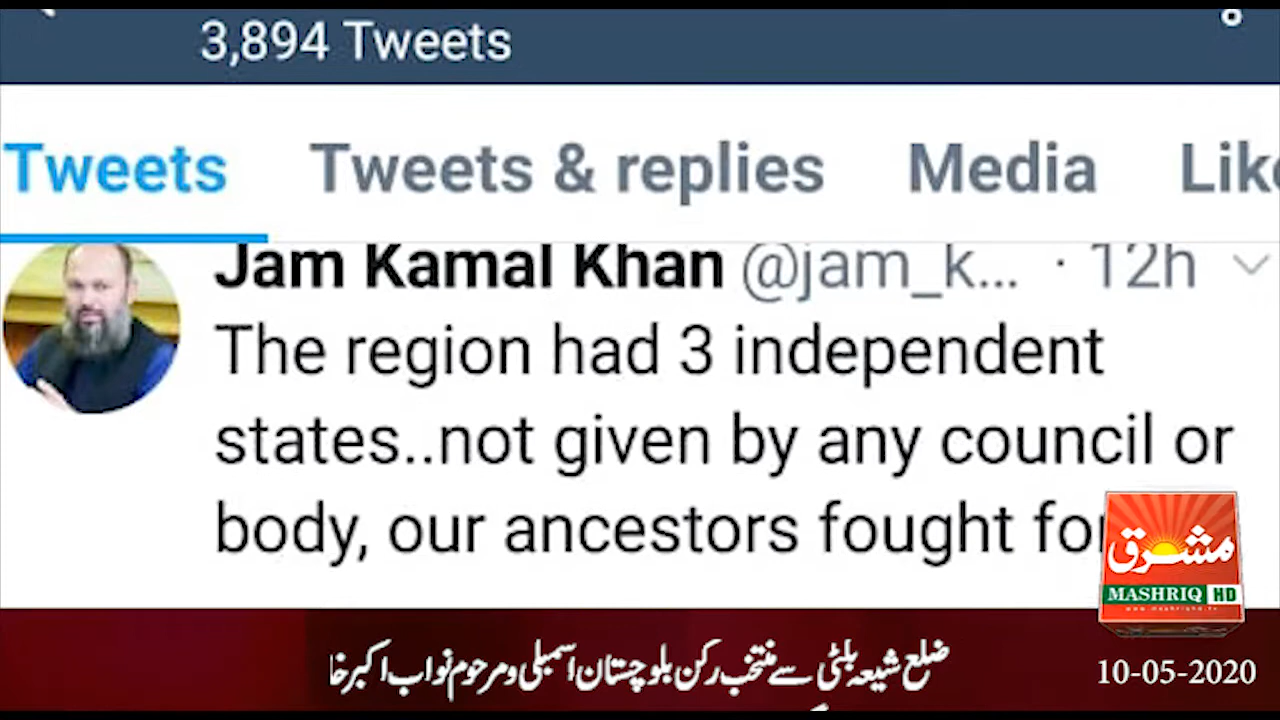 3,894 Tweets
Tweets Tweets & replies Media
Jam Kamal Khan @jam_k... · 12h
The region had 3 independent
states..not given by any council or
body, our ancestors fought
مشرق
MASHRIQ HD
ضلع شیعہ بلٹی سے منتخب رکن بلوچستان اسمبلی و مرحوم نواب اکبر خا
10-05-2020